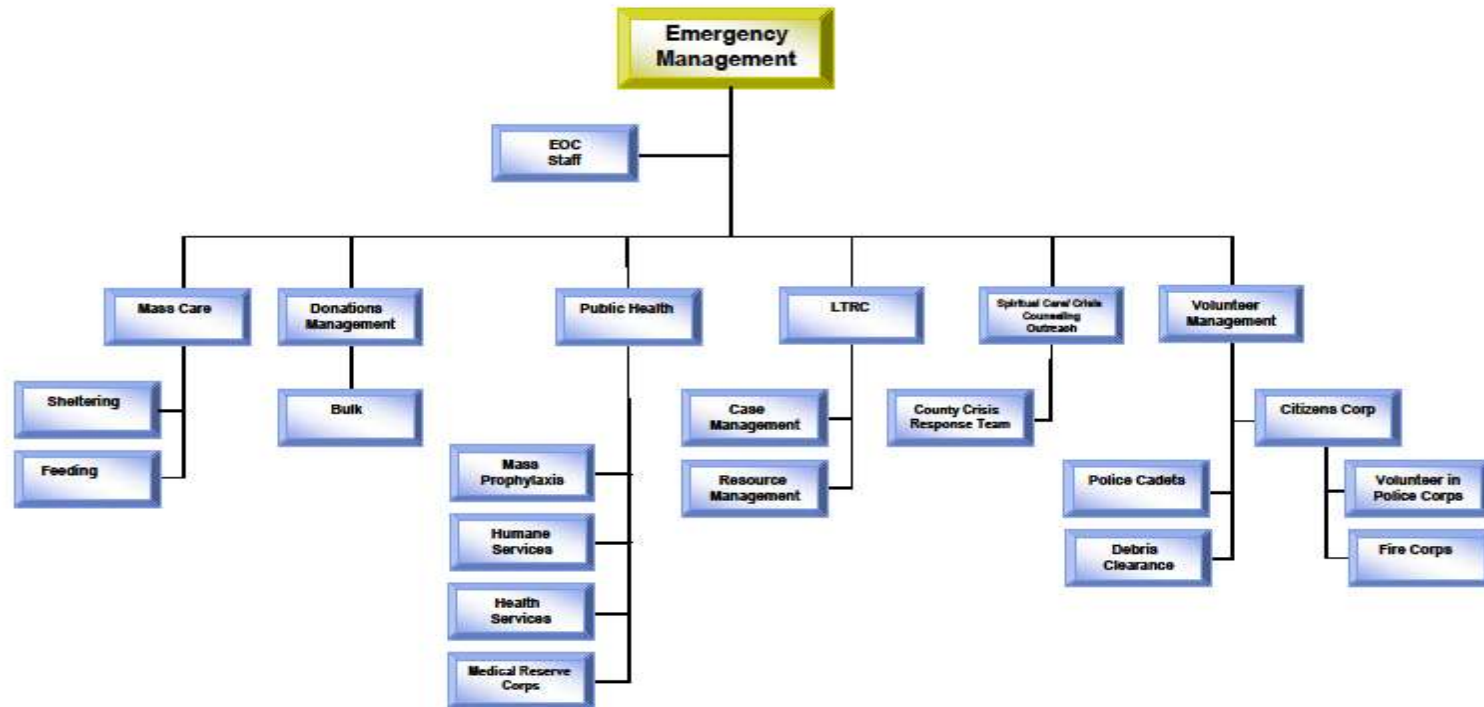 Emergency
Management
EOC
Staff
Mass Care
Donations
Management
Public Health
LTRC
Spiritual Care/ Crisis
Counseling
Outreach
Volunteer
Management
Sheltering
Feeding
Bulk
Mass
Prophylaxis
Humane
Services
Health
Services
Medical Reserve
Corps
Case
Management
Resource
Management
County Crisis
Response Team
Citizens Corp
Police Cadets
Debris
Clearance
Volunteer in
Police Corps
Fire Corps